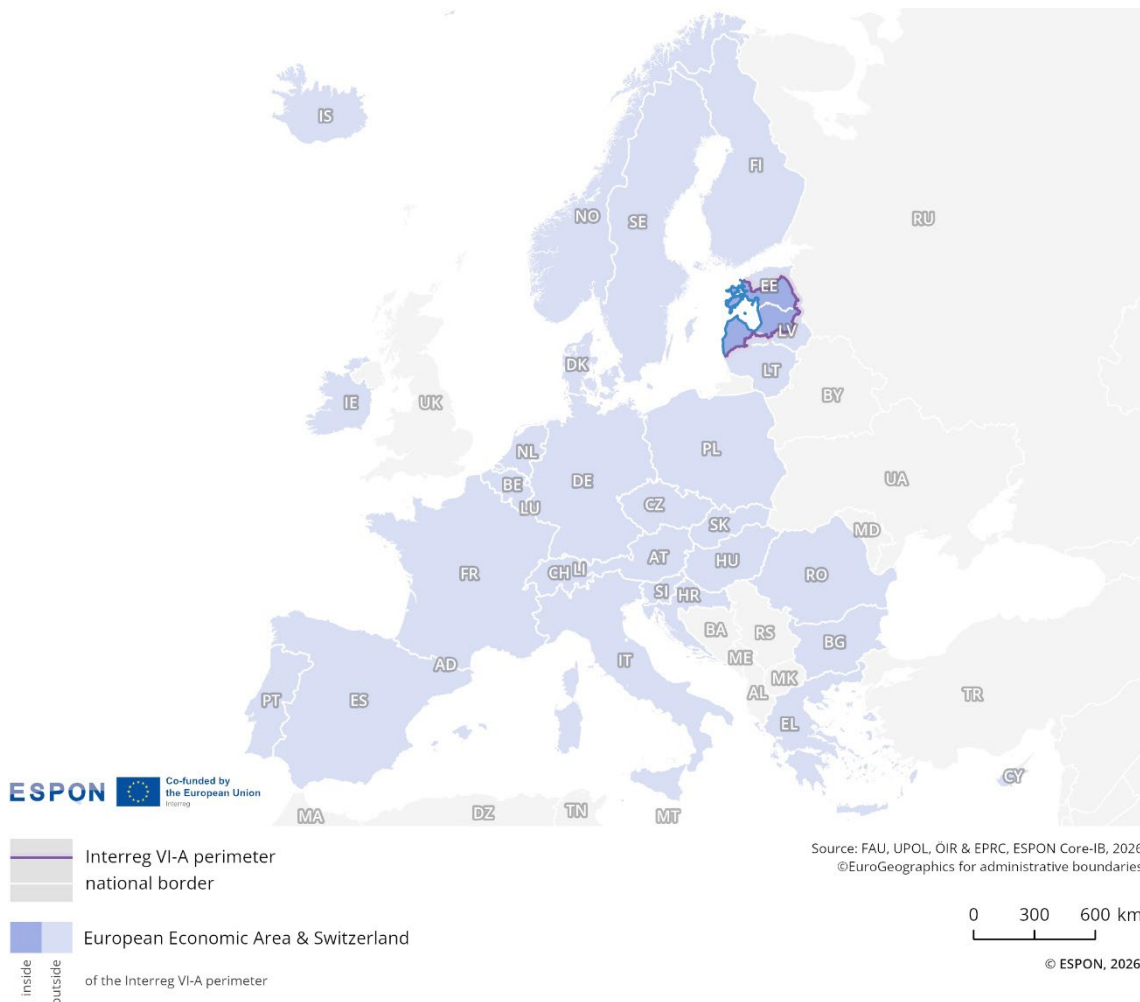 IS
FI
NO
SE
RU
EE
LV
DK
LT
IE
UK
BY
NL
PL
BE
DE
UA
LU
CZ
SK
MD
AT
HU
FR
CH
LI
RO
SI
HR
BA
RS
BG
AD
IT
ME
MK
PT
ES
AL
TR
EL
CY
MA
DZ
TN
MT
ESPON
Co-funded by
the European Union
Interreg
Interreg VI-A perimeter
national border
European Economic Area & Switzerland
inside
outside
of the Interreg VI-A perimeter
Source: FAU, UPOL, ÖIR & EPRC, ESPON Core-IB, 2026
©EuroGeographics for administrative boundaries
0 300 600 km
© ESPON, 2026